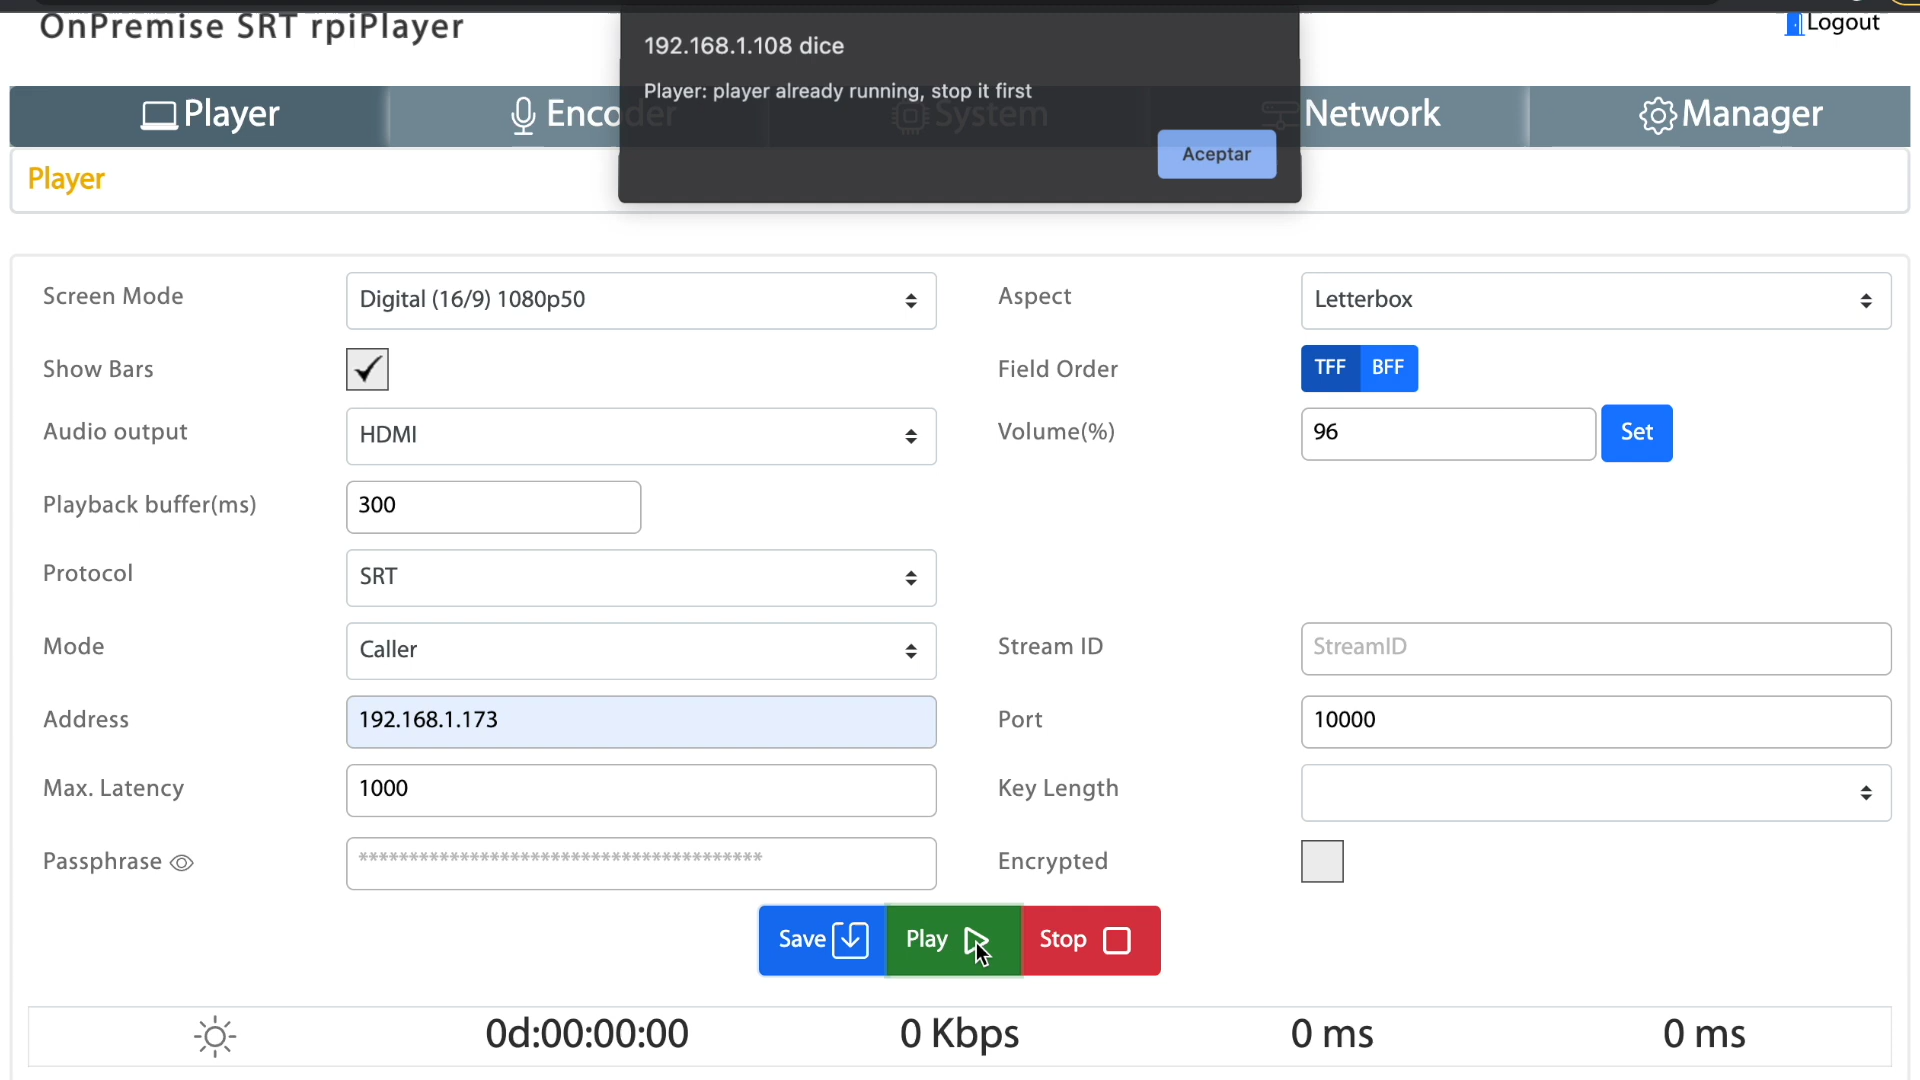 OnPremise SRT rpiPlayer
Logout
192.168.1.108 dice
Player: player already running, stop it first
Aceptar
Player
Encoder
System
Network
Manager
Player
Screen Mode
Digital (16/9) 1080p50
Aspect
Letterbox
Show Bars
Field Order
TFF BFF
Audio output
HDMI
Volume(%)
96
Set
Playback buffer(ms)
300
Protocol
SRT
Mode
Caller
Stream ID
StreamID
Address
192.168.1.173
Port
10000
Max. Latency
1000
Key Length
Passphrase
****************************************
Encrypted
Save
Play
Stop
0d:00:00:00
0 Kbps
0 ms
0 ms